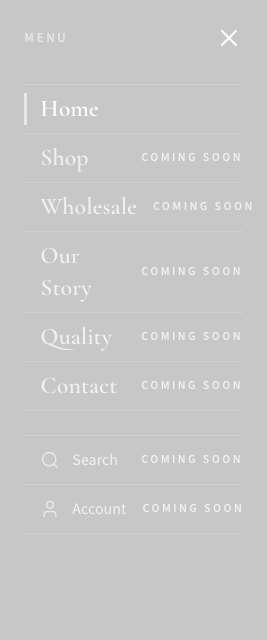 MENU
Home
Shop COMING SOON
Wholesale COMING SOON
Our
Story COMING SOON
Quality COMING SOON
Contact COMING SOON
Search COMING SOON
Account COMING SOON